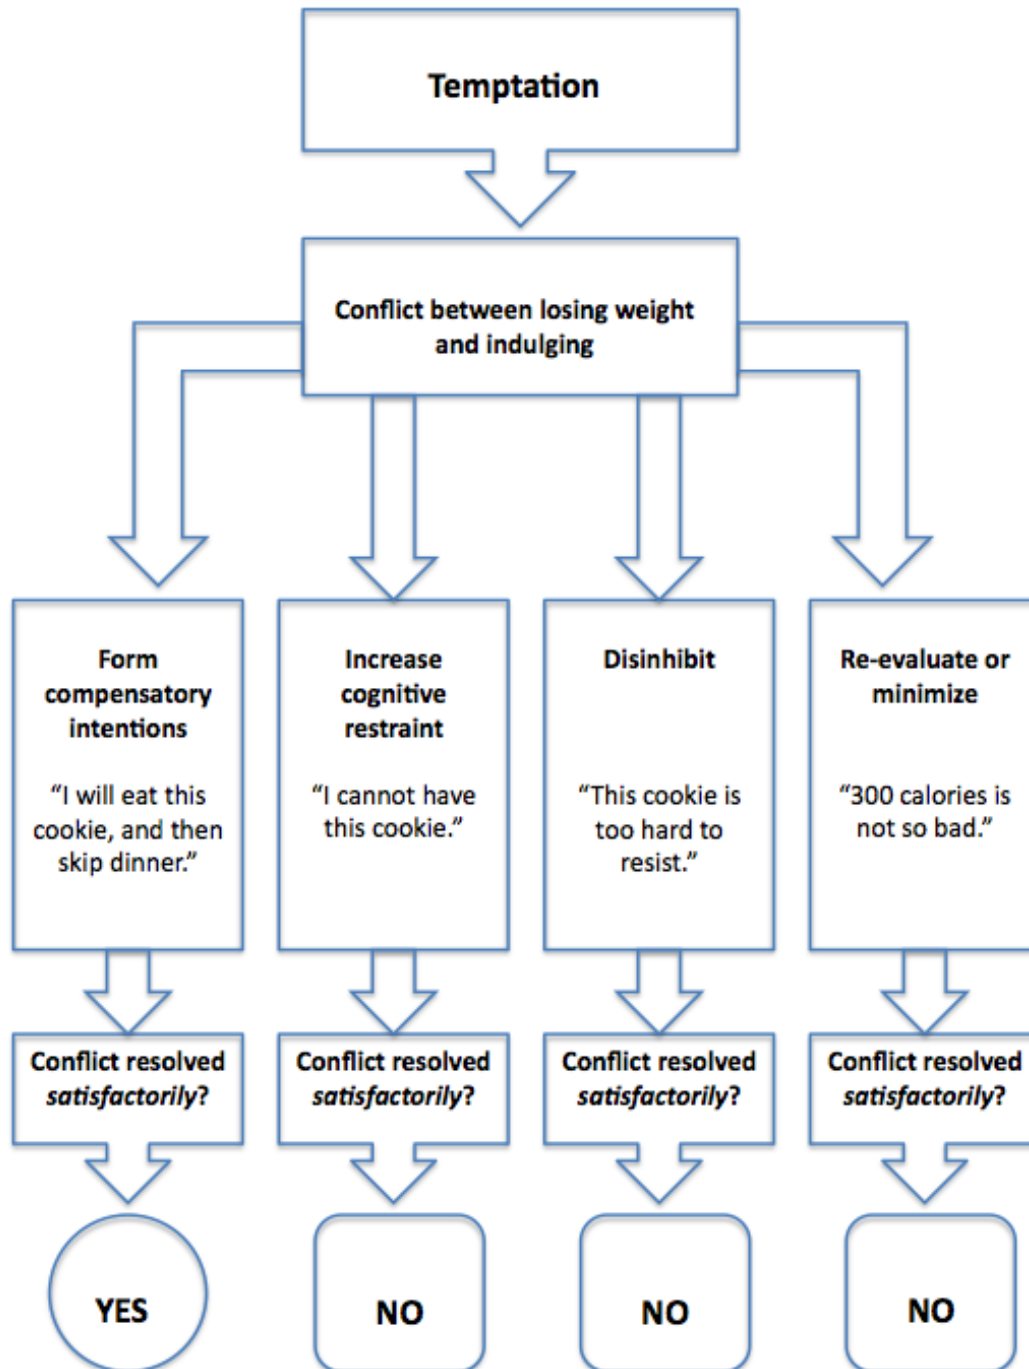 Temptation
Conflict between losing weight
and indulging
Form
compensatory
intentions
“I will eat this
cookie, and then
skip dinner.”
Increase
cognitive
restraint
“I cannot have
this cookie.”
Disinhibit
“This cookie is
too hard to
resist.”
Re-evaluate or
minimize
“300 calories is
not so bad.”
Conflict resolved
satisfactorily?
Conflict resolved
satisfactorily?
Conflict resolved
satisfactorily?
Conflict resolved
satisfactorily?
YES
NO
NO
NO